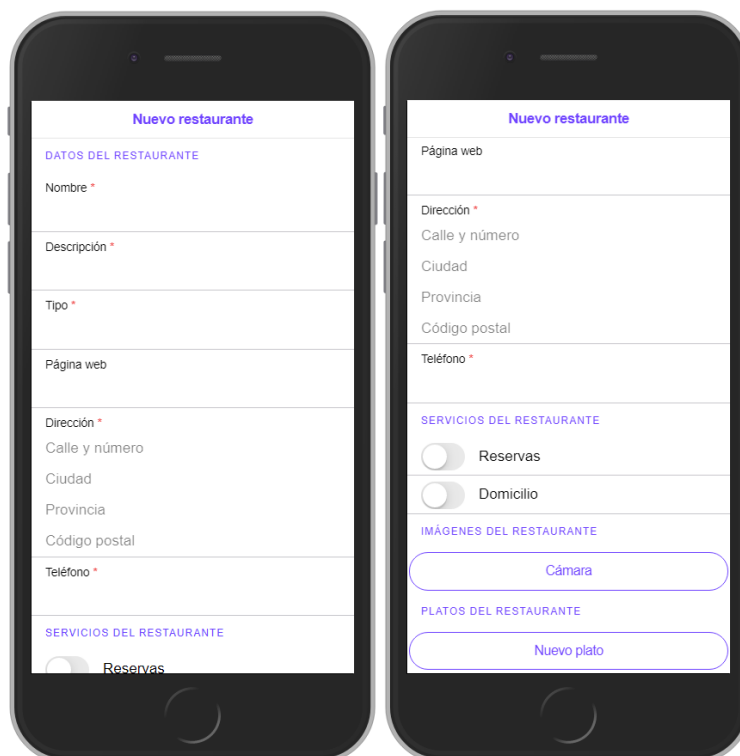 Nuevo restaurante
DATOS DEL RESTAURANTE
Nombre *
Descripción *
Tipo *
Página web
Dirección *
Calle y número
Ciudad
Provincia
Código postal
Teléfono *
SERVICIOS DEL RESTAURANTE
Reservas
Nuevo restaurante
Página web
Dirección *
Calle y número
Ciudad
Provincia
Código postal
Teléfono *
SERVICIOS DEL RESTAURANTE
Reservas
Domicilio
IMÁGENES DEL RESTAURANTE
Cámara
PLATOS DEL RESTAURANTE
Nuevo plato